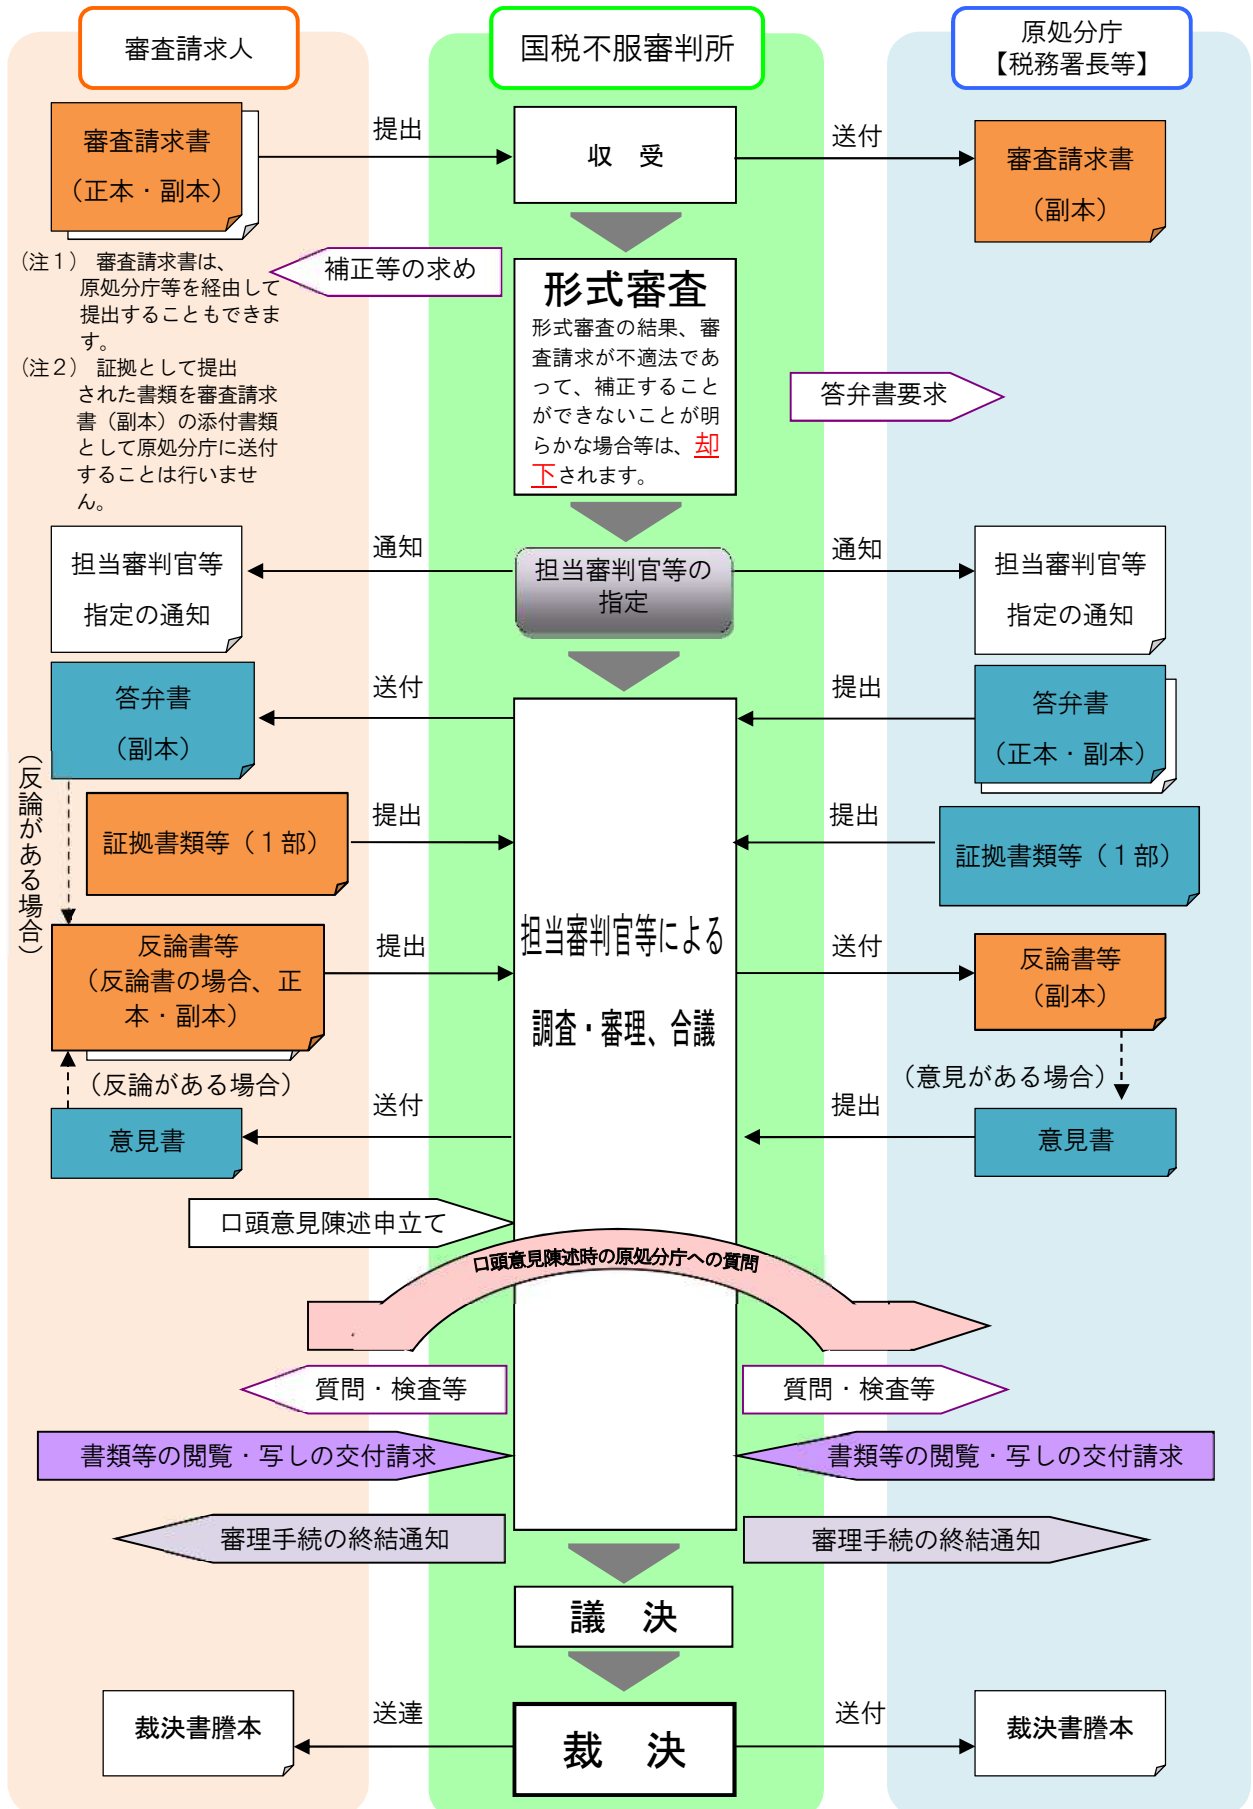 審査請求人
国税不服審判所
原処分庁
【税務署長等】
審査請求書
（正本・副本）
提出
収　受
送付
審査請求書
（副本）
（注１）　審査請求書は、
原処分庁等を経由して
提出することもできま
す。
（注２）　証拠として提出
された書類を審査請求
書（副本）の添付書類
として原処分庁に送付
することは行いませ
ん。
補正等の求め
形式審査
形式審査の結果、審
査請求が不適法であ
って、補正すること
ができないことが明
らかな場合等は、却
下されます。
答弁書要求
担当審判官等
指定の通知
通知
担当審判官等の
指定
通知
担当審判官等
指定の通知
答弁書
（副本）
送付
提出
答弁書
（正本・副本）
（反論がある場合）
証拠書類等（１部）
提出
提出
証拠書類等（１部）
担当審判官等による
調査・審理、合議
反論書等
（反論書の場合、正
本・副本）
提出
送付
反論書等
（副本）
（反論がある場合）
（意見がある場合）
意見書
送付
提出
意見書
口頭意見陳述申立て
口頭意見陳述時の原処分庁への質問
質問・検査等
質問・検査等
書類等の閲覧・写しの交付請求
書類等の閲覧・写しの交付請求
審理手続の終結通知
審理手続の終結通知
議　決
裁決書謄本
送達
裁　決
送付
裁決書謄本